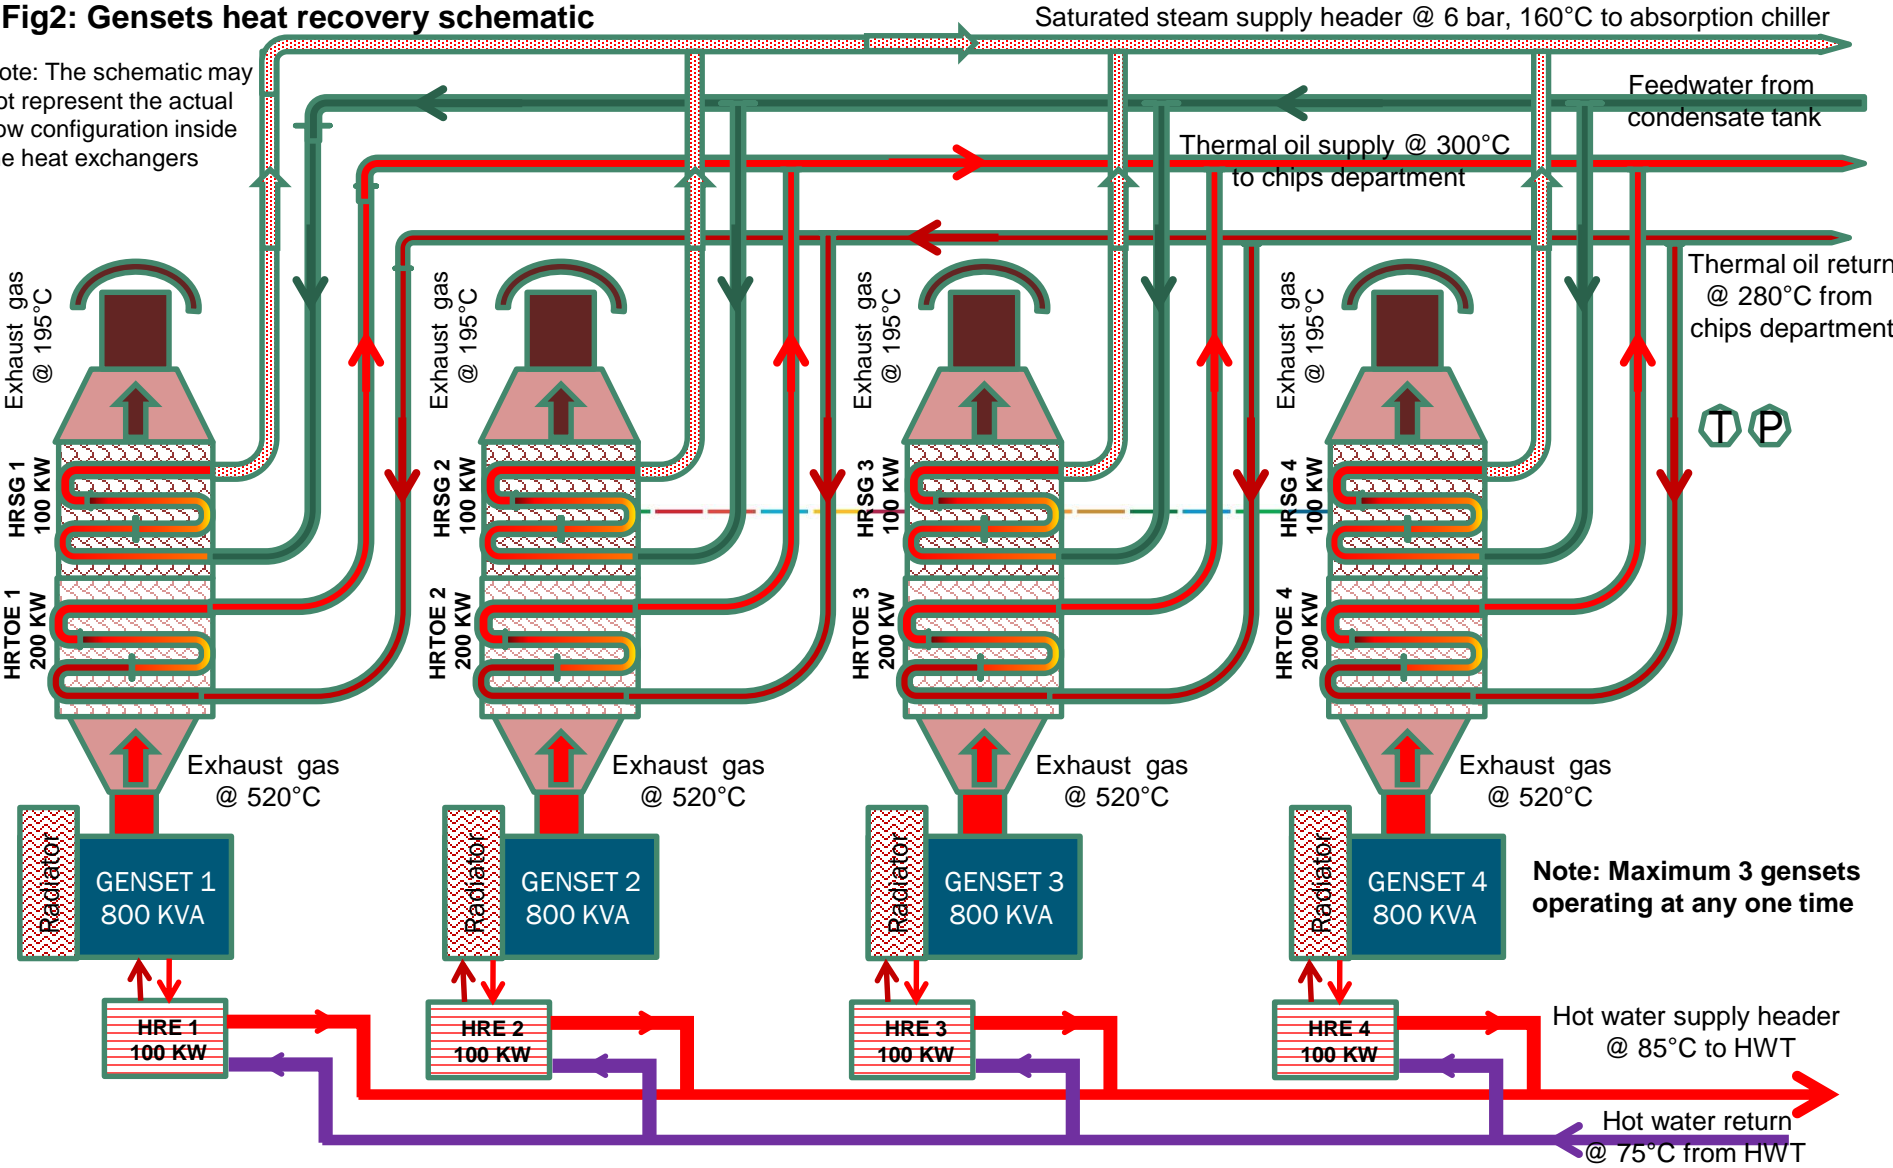 Fig2: Gensets heat recovery schematic
Saturated steam supply header @ 6 bar, 160°C to absorption chiller
ote: The schematic may
ot represent the actual
ow configuration inside
e heat exchangers
Feedwater from
condensate tank
Thermal oil supply @ 300°C
to chips department
Thermal oil return
@ 280°C from
chips department
Exhaust gas
@ 195°C
Exhaust gas
@ 195°C
Exhaust gas
@ 195°C
Exhaust gas
@ 195°C
T P
HRSG 1
100 KW
HRSG 2
100 KW
HRSG 3
100 KW
HRSG 4
100 KW
HRTOE 1
200 KW
HRTOE 2
200 KW
HRTOE 3
200 KW
HRTOE 4
200 KW
Exhaust gas
@ 520°C
Exhaust gas
@ 520°C
Exhaust gas
@ 520°C
Exhaust gas
@ 520°C
Radiator
GENSET 1
800 KVA
Radiator
GENSET 2
800 KVA
Radiator
GENSET 3
800 KVA
Radiator
GENSET 4
800 KVA
Note: Maximum 3 gensets
operating at any one time
HRE 1
100 KW
HRE 2
100 KW
HRE 3
100 KW
HRE 4
100 KW
Hot water supply header
@ 85°C to HWT
Hot water return
@ 75°C from HWT